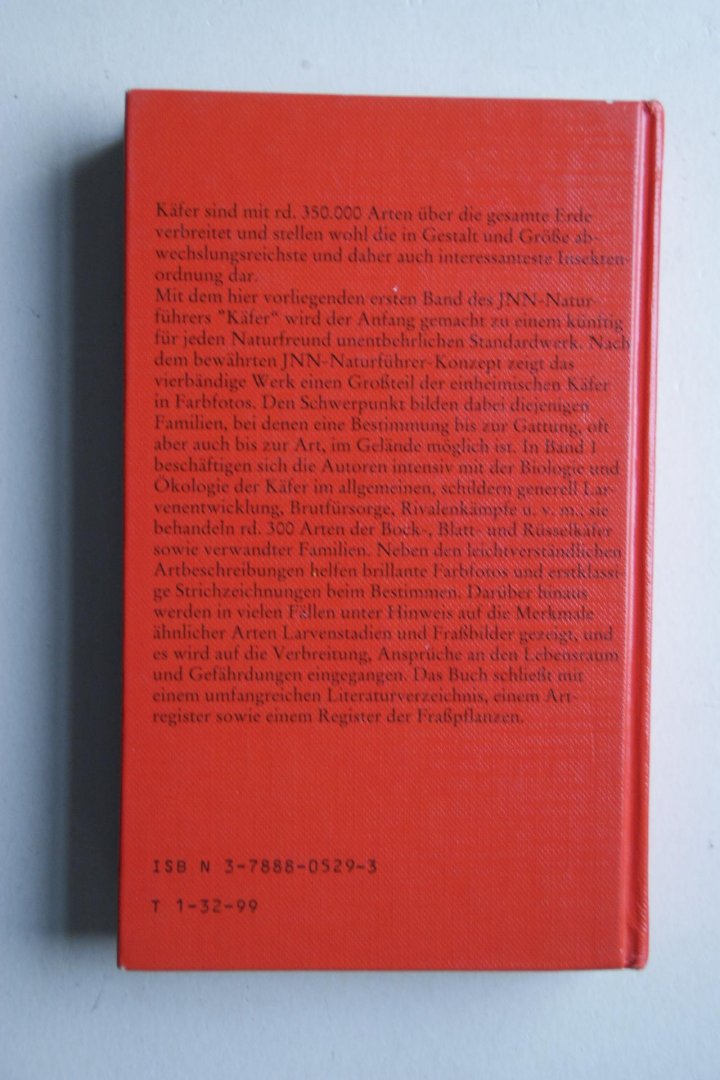 Käfer sind mit rd. 350.000 Arten über die gesamte Erde
verbreitet und stellen wohl die in Gestalt und Größe ab-
wechslungsreichste und daher auch interessanteste Insekten-
ordnung dar.
Mit dem hier vorliegenden ersten Band des JNN-Natur-
führers "Käfer“ wird der Anfang gemacht zu einem künftig
für jeden Naturfreund unentbehrlichen Standardwerk. Nach
dem bewährten JNN-Naturführer-Konzept zeigt das
vierbändige Werk einen Großteil der einheimischen Käfer
in Farbfotos. Den Schwerpunkt bilden dabei diejenigen
Familien, bei denen eine Bestimmung bis zur Gattung, oft
aber auch bis zur Art, im Gelände möglich ist. In Band I
beschäftigen sich die Autoren intensiv mit der Biologie und
Ökologie der Käfer im allgemeinen, schildern generell Lar-
venentwicklung, Brutfürsorge, Rivalenkämpfe u. v. m.; sie
behandeln rd. 300 Arten der Bock-, Blatt- und Rüsselkäfer
sowie verwandter Familien. Neben den leichtverständlichen
Artbeschreibungen helfen brillante Farbfotos und erstklassi-
ge Strichzeichnungen beim Bestimmen. Darüber hinaus
werden in vielen Fällen unter Hinweis auf die Merkmale
ähnlicher Arten Larvenstadien und Fraßbilder gezeigt, und
es wird auf die Verbreitung, Ansprüche an den Lebensraum
und Gefährdungen eingegangen. Das Buch schließt mit
einem umfangreichen Literaturverzeichnis, einem Art-
register sowie einem Register der Fraßpflanzen.
ISB N 3-7888-0529-3
T 1-32-99